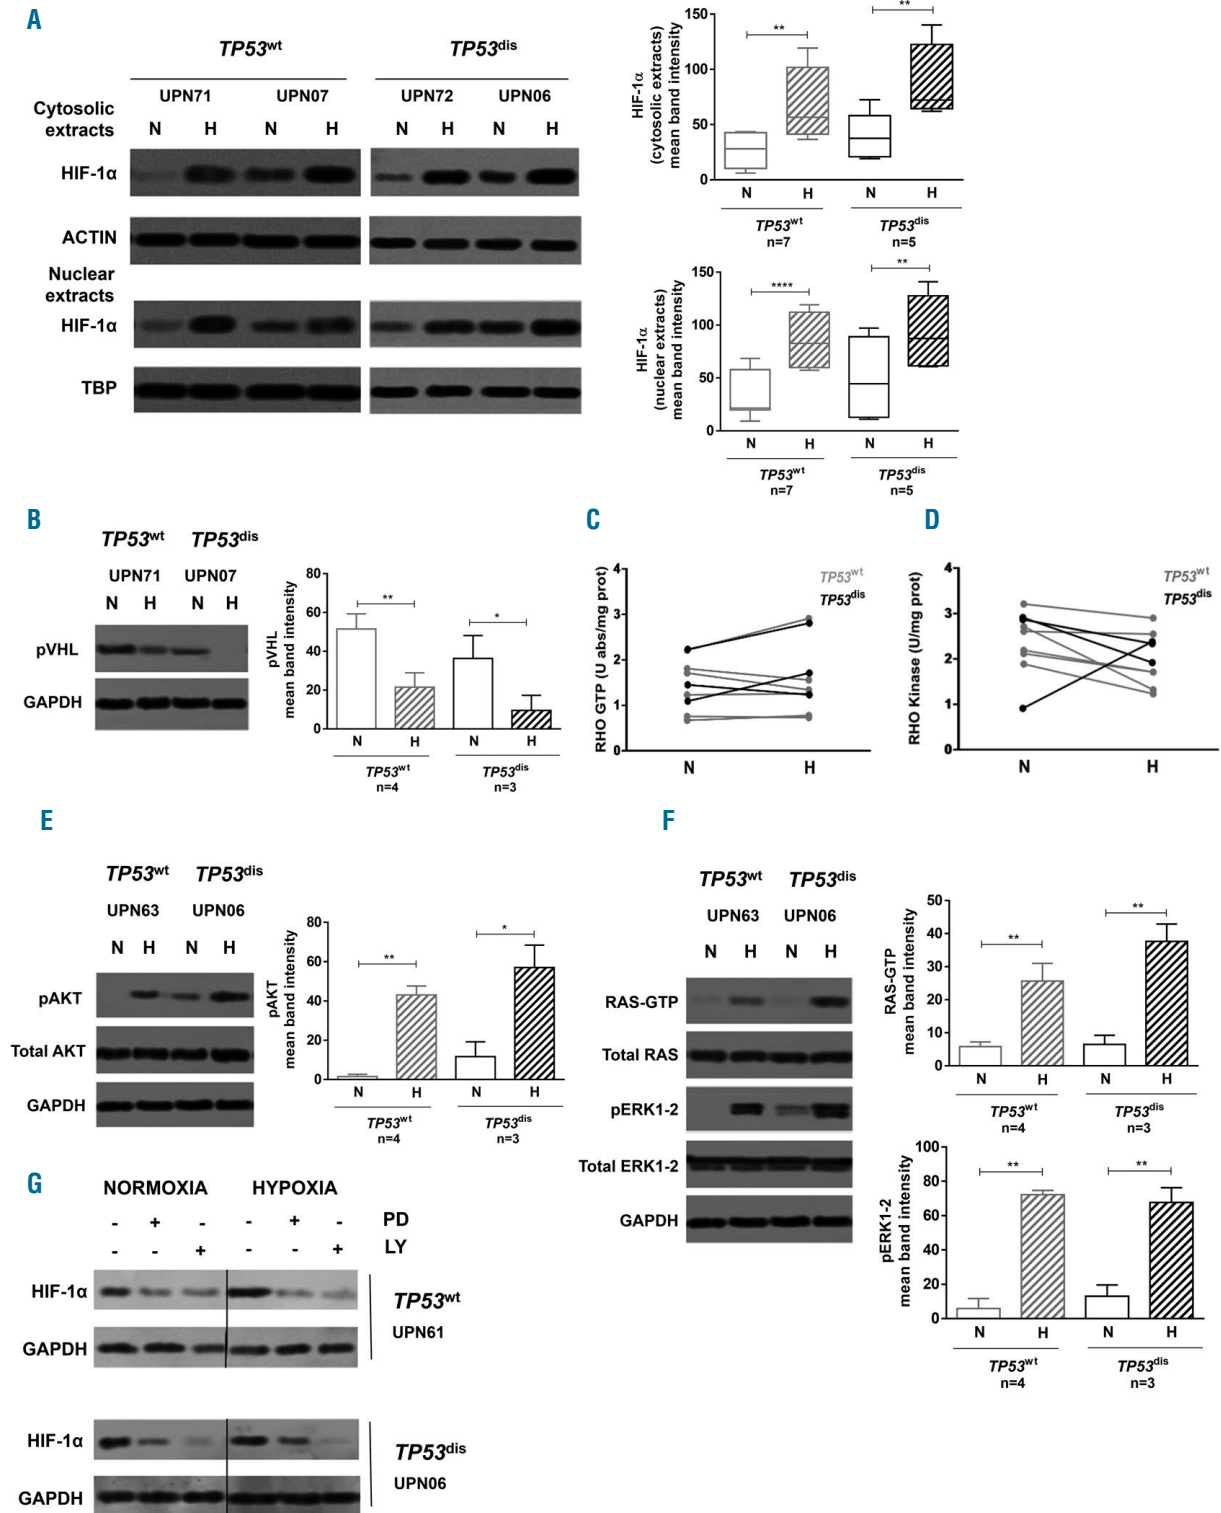 A
TP53wt TP53dis
UPN71 UPN07 UPN72 UPN06
Cytosolic
extracts
N H N H N H N H
HIF-1α
ACTIN
Nuclear
extracts
HIF-1α
TBP
HIF-1α
(cytosolic extracts)
mean band intensity
150
100
50
0
** **
N H N H
TP53wt TP53dis
n=7 n=5
HIF-1α
(nuclear extracts)
mean band intensity
150
100
50
0
**** **
N H N H
TP53wt TP53dis
n=7 n=5
B
TP53wt TP53dis
UPN71 UPN07
N H N H
pVHL
GAPDH
pVHL
mean band intensity
80
60
40
20
0
** *
N H N H
TP53wt TP53dis
n=4 n=3
C
RHO GTP (U abs/mg prot)
4
3
2
1
0
TP53wt
TP53dis
N H
D
RHO Kinase (U/mg prot)
4
3
2
1
0
TP53wt
TP53dis
N H
E
TP53wt TP53dis
UPN63 UPN06
N H N H
pAKT
Total AKT
GAPDH
pAKT
mean band intensity
80
60
40
20
0
** *
N H N H
TP53wt TP53dis
n=4 n=3
F
TP53wt TP53dis
UPN63 UPN06
N H N H
RAS-GTP
Total RAS
pERK1-2
Total ERK1-2
GAPDH
RAS-GTP
mean band intensity
50
40
30
20
10
0
** **
N H N H
TP53wt TP53dis
n=4 n=3
pERK1-2
mean band intensity
100
80
60
40
20
0
** **
N H N H
TP53wt TP53dis
n=4 n=3
G
NORMOXIA HYPOXIA
- + - - + - PD
- - + - - + LY
HIF-1α
GAPDH
TP53wt
UPN61
HIF-1α
GAPDH
TP53dis
UPN06